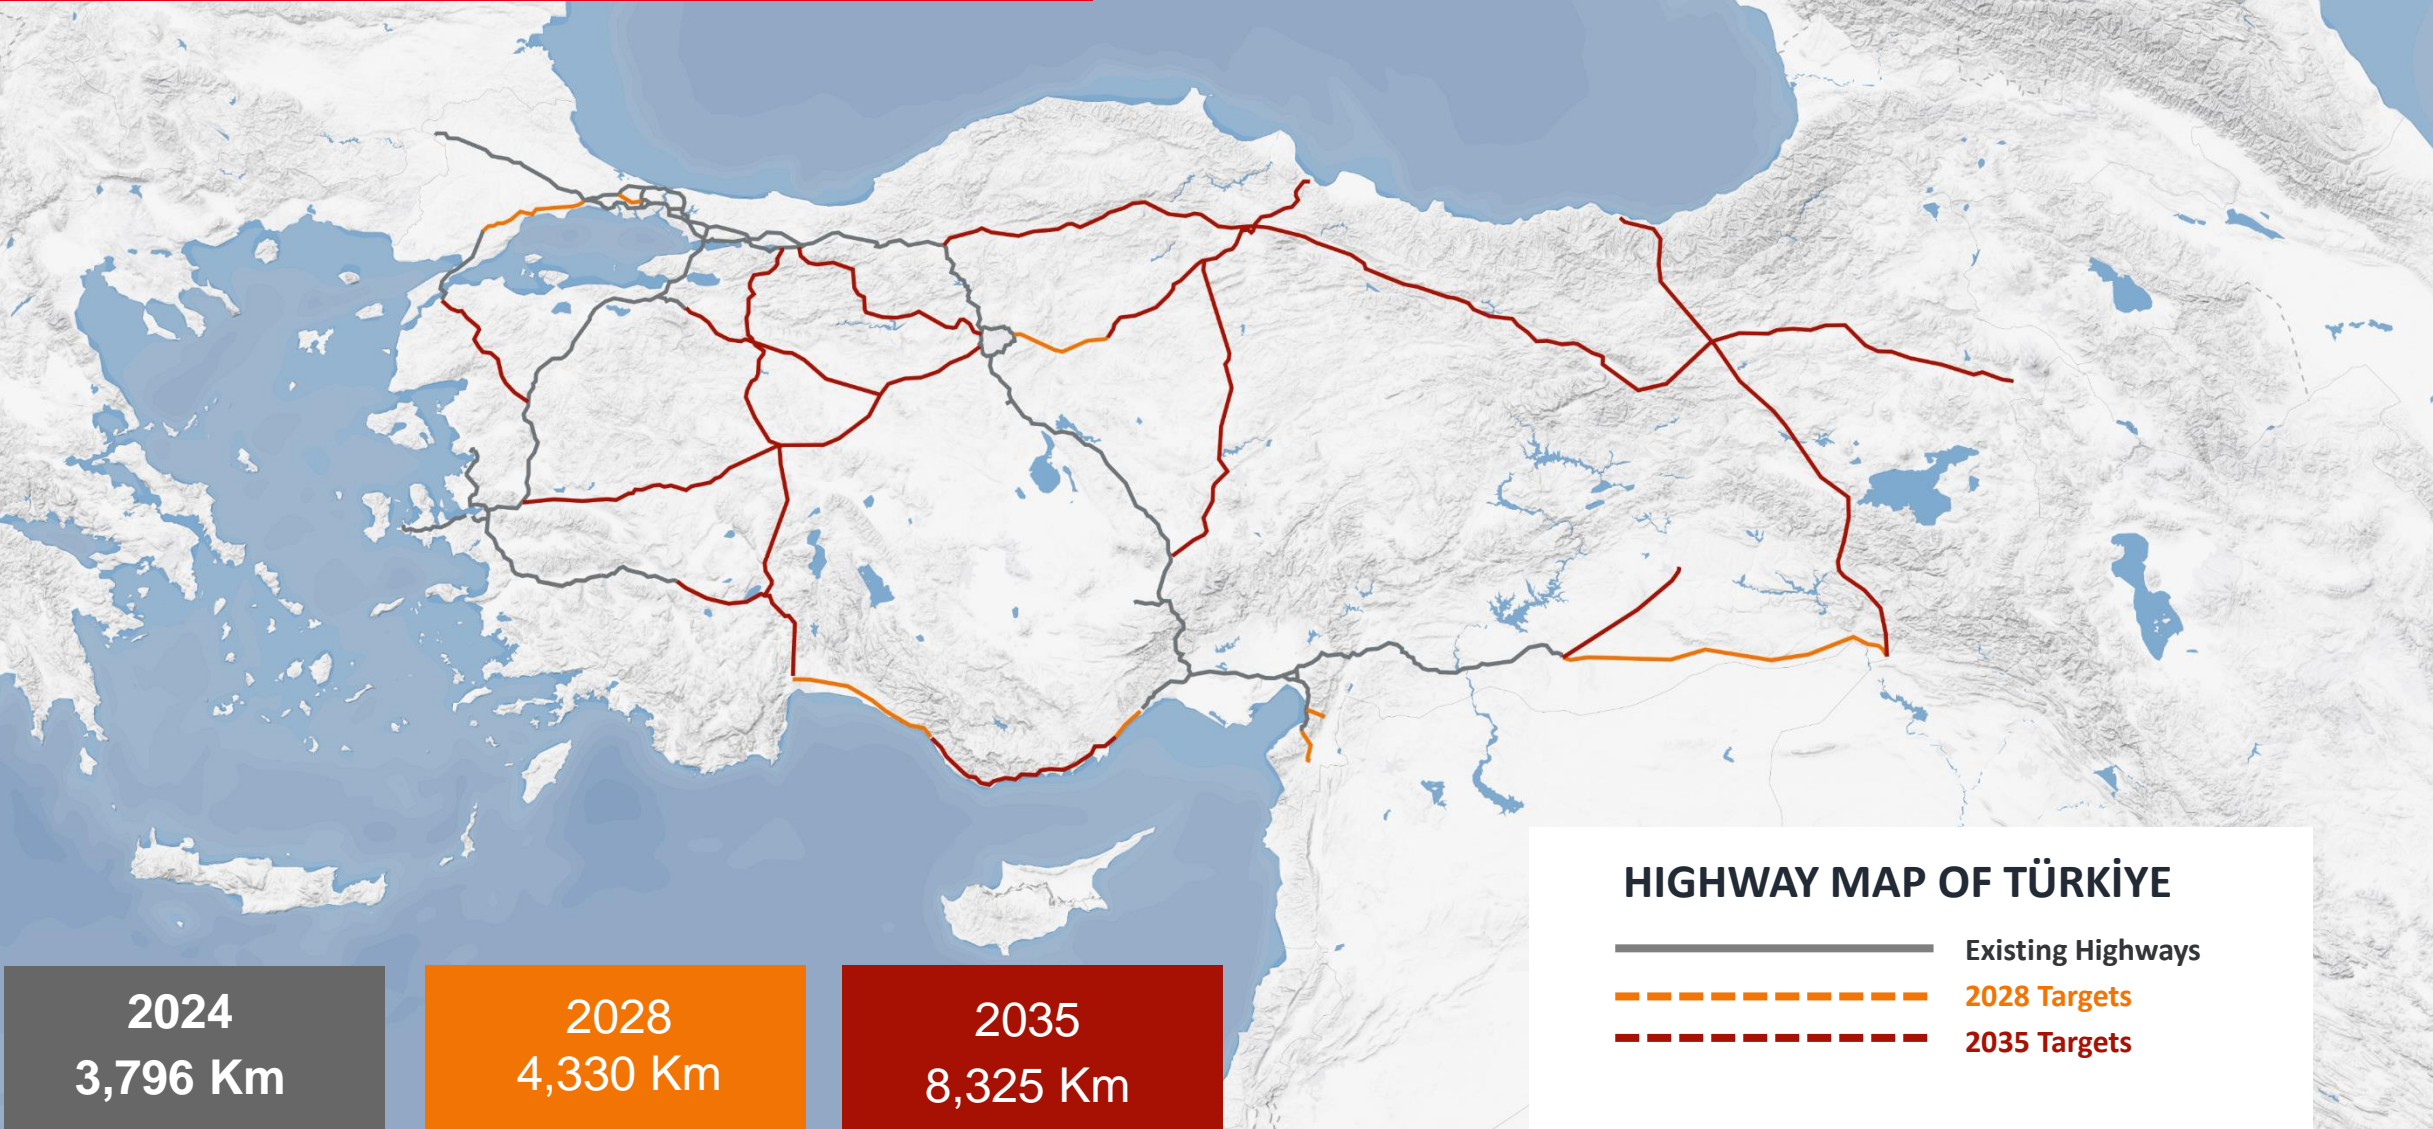 HIGHWAY MAP OF TÜRKİYE
Existing Highways
2028 Targets
2035 Targets
2024
3,796 Km
2028
4,330 Km
2035
8,325 Km